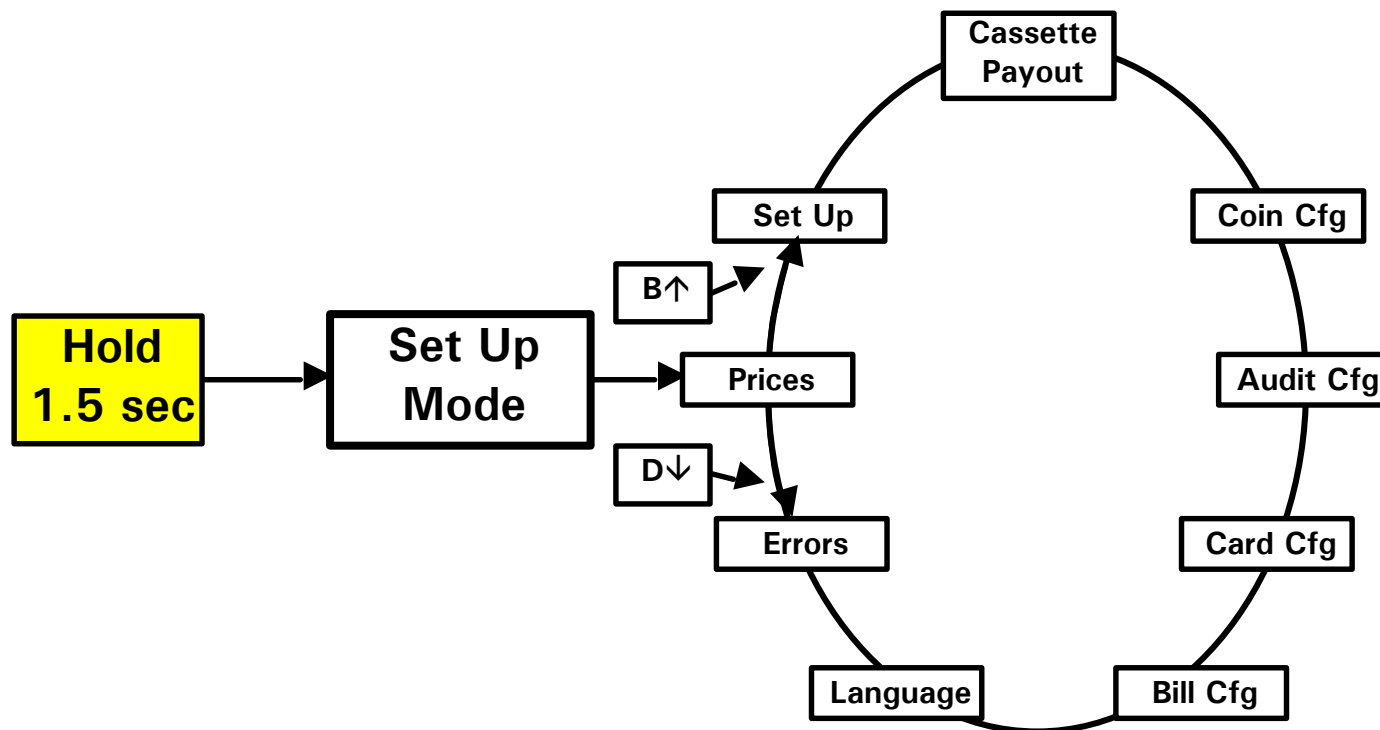 Cassette
Payout
Set Up
Coin Cfg
B↑
Hold
1.5 sec
Set Up
Mode
Prices
Audit Cfg
D↓
Errors
Card Cfg
Language
Bill Cfg